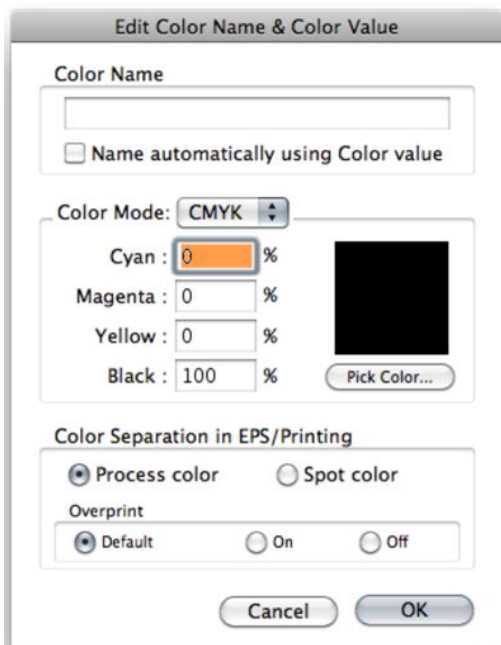 Edit Color Name & Color Value
Color Name
Name automatically using Color value
Color Mode: CMYK
Cyan : 0 %
Magenta : 0 %
Yellow : 0 %
Black : 100 % Pick Color...
Color Separation in EPS/Printing
Process color Spot color
Overprint
Default On Off
Cancel OK